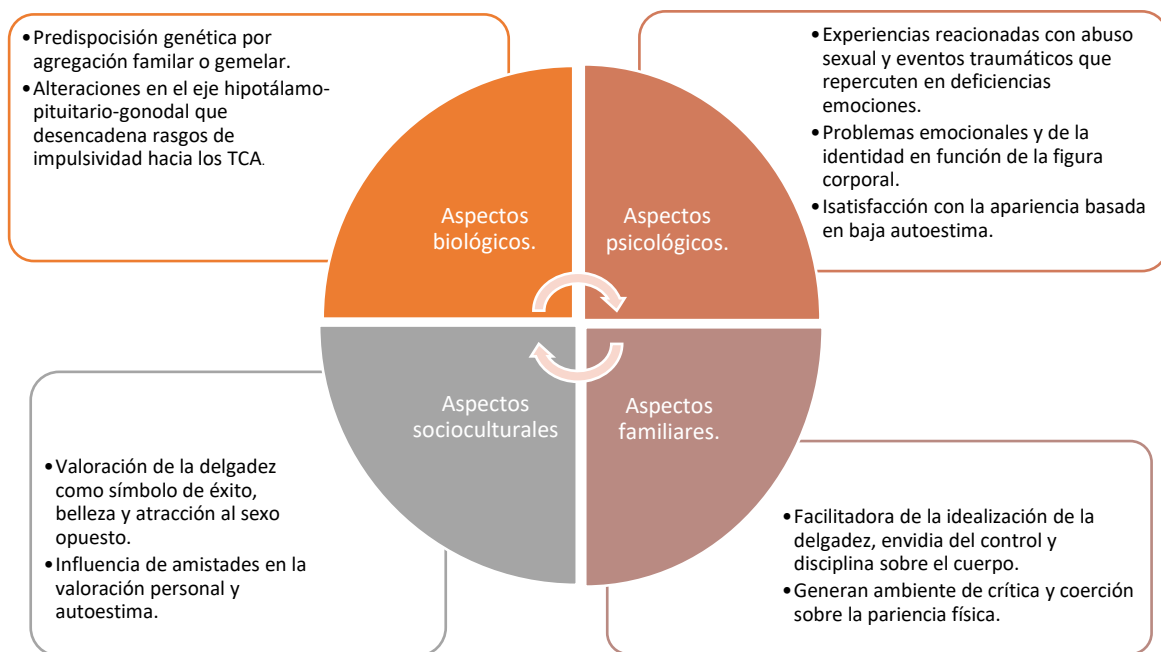 •Predispocisión genética por
agregación familar o gemelar.
•Alteraciones en el eje hipotálamo-
pituitario-gonodal que
desencadena rasgos de
impulsividad hacia los TCA.
•Experiencias reacionadas con abuso
sexual y eventos traumáticos que
repercuten en deficiencias
emociones.
•Problemas emocionales y de la
identidad en función de la figura
corporal.
•Isatisfacción con la apariencia basada
en baja autoestima.
Aspectos
biológicos.
Aspectos
psicológicos.
Aspectos
socioculturales
Aspectos
familiares.
•Valoración de la delgadez
como símbolo de éxito,
belleza y atracción al sexo
opuesto.
•Influencia de amistades en la
valoración personal y
autoestima.
•Facilitadora de la idealización de la
delgadez, envidia del control y
disciplina sobre el cuerpo.
•Generan ambiente de crítica y coerción
sobre la pariencia física.